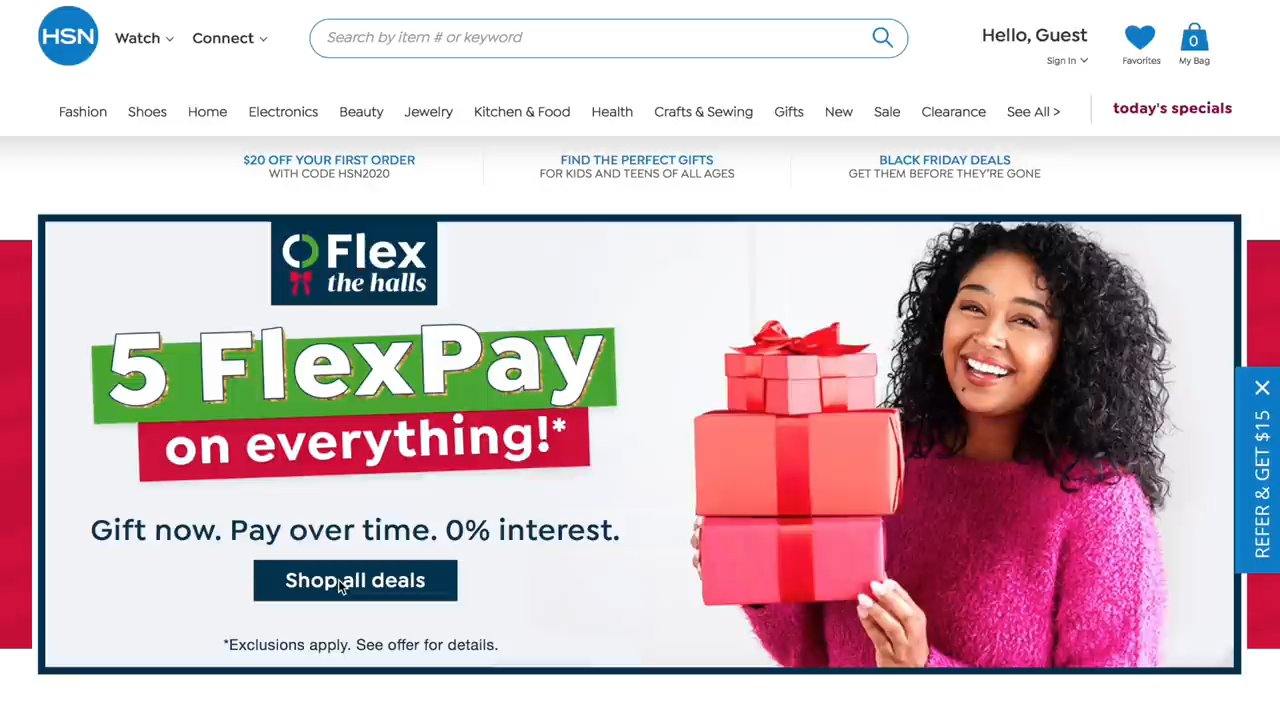 HSN
Watch
Connect
Search by item # or keyword
Hello, Guest
Sign In
Favorites
0
My Bag
Fashion
Shoes
Home
Electronics
Beauty
Jewelry
Kitchen & Food
Health
Crafts & Sewing
Gifts
New
Sale
Clearance
See All >
today's specials
$20 OFF YOUR FIRST ORDER
WITH CODE HSN2020
FIND THE PERFECT GIFTS
FOR KIDS AND TEENS OF ALL AGES
BLACK FRIDAY DEALS
GET THEM BEFORE THEY'RE GONE
Flex
the halls
5 FlexPay
on everything!*
Gift now. Pay over time. 0% interest.
Shop all deals
*Exclusions apply. See offer for details.
REFER & GET $15